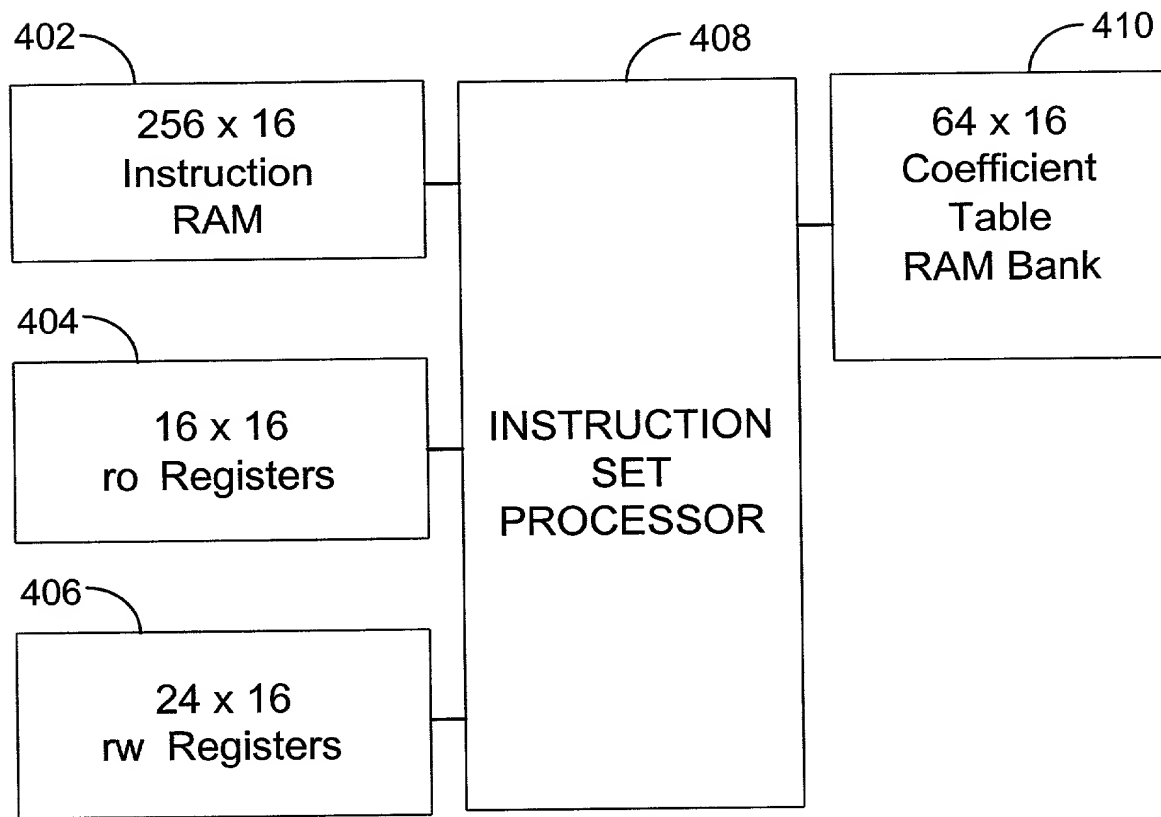 402
256 x 16
Instruction
RAM
404
16 x 16
ro Registers
406
24 x 16
rw Registers
408
INSTRUCTION
SET
PROCESSOR
410
64 x 16
Coefficient
Table
RAM Bank